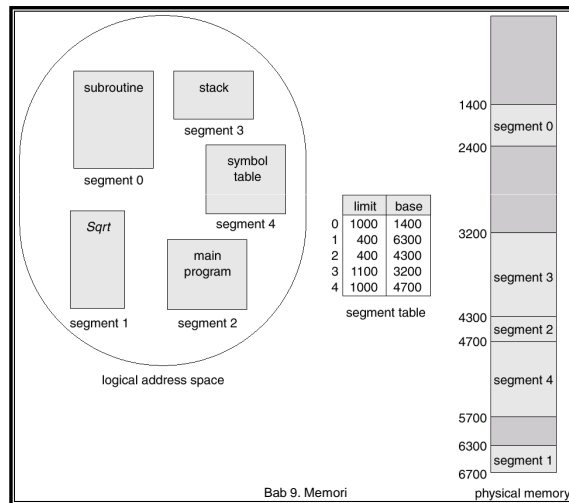 subroutine
segment 0
stack
segment 3
symbol
table
segment 4
Sqrt
segment 1
main
program
segment 2
logical address space
limit base
0 1000 1400
1 400 6300
2 400 4300
3 1100 3200
4 1000 4700
segment table
1400
segment 0
2400
3200
segment 3
4300
segment 2
4700
segment 4
5700
6300
segment 1
6700
physical memory
Bab 9. Memori